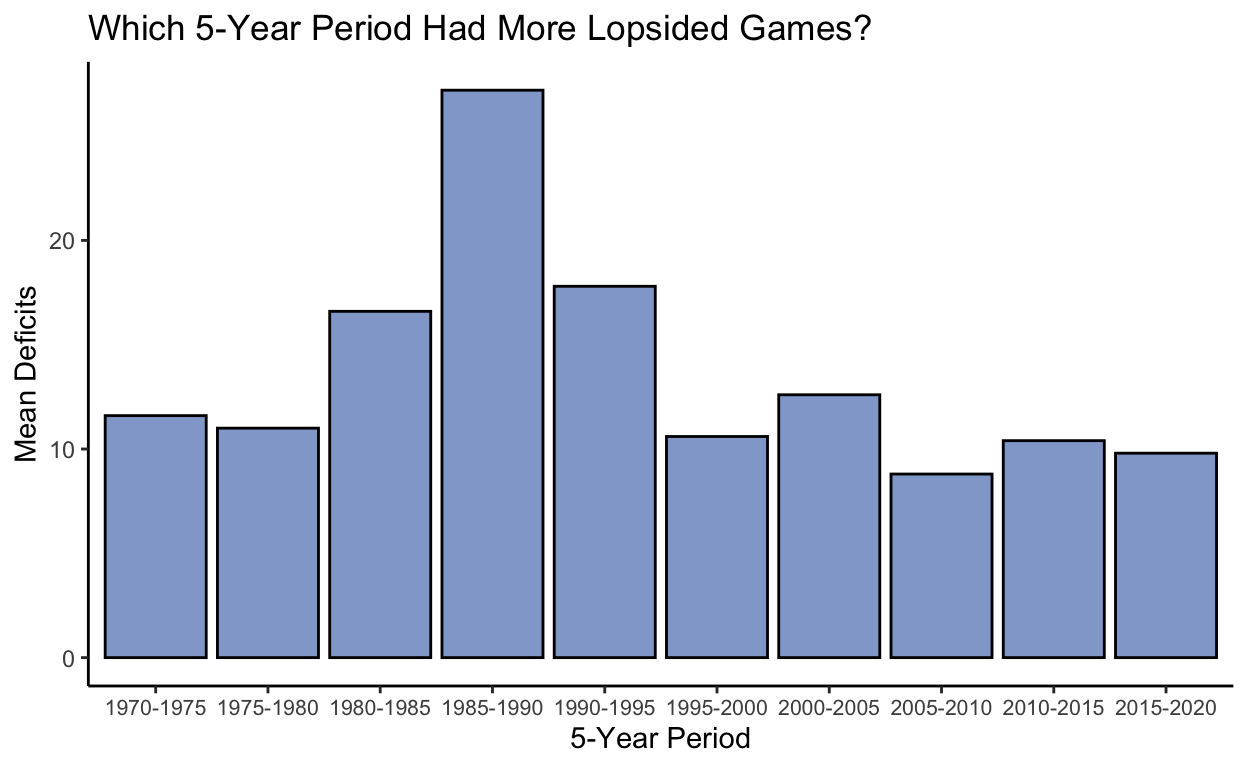 Which 5-Year Period Had More Lopsided Games?
Mean Deficits
20
10
0
1970-1975 1975-1980 1980-1985 1985-1990 1990-1995 1995-2000 2000-2005 2005-2010 2010-2015 2015-2020
5-Year Period